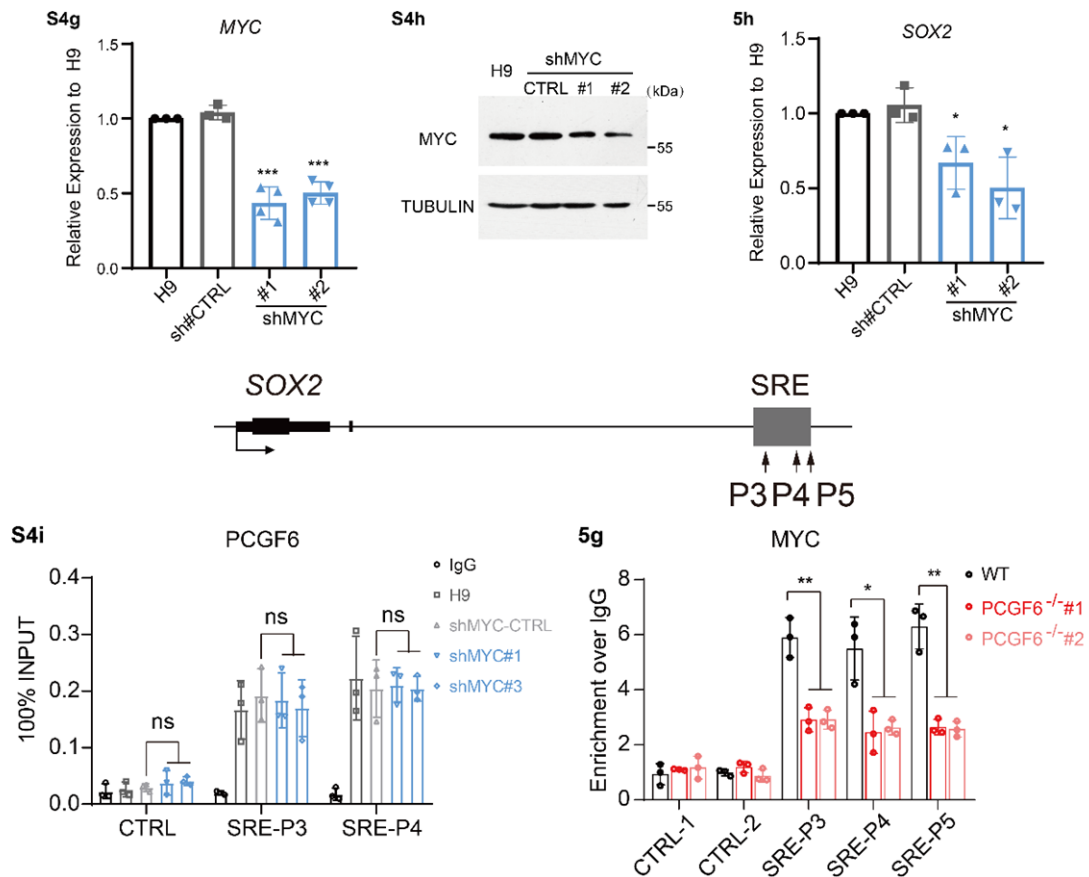 S4g
MYC
Relative Expression to H9
1.5
1.0
0.5
0.0
***
***
H9
sh#CTRL
#1
#2
shMYC
S4h
H9
shMYC
CTRL #1 #2 (kDa)
MYC
55
TUBULIN
55
5h
SOX2
Relative Expression to H9
1.5
1.0
0.5
0.0
*
*
H9
sh#CTRL
#1
#2
shMYC
SOX2
SRE
P3 P4 P5
S4i
PCGF6
100% INPUT
0.4
0.3
0.2
0.1
0.0
ns
ns
ns
CTRL
SRE-P3
SRE-P4
IgG
H9
shMYC-CTRL
shMYC#1
shMYC#3
5g
MYC
Enrichment over IgG
8
6
4
2
0
**
*
**
CTRL-1
CTRL-2
SRE-P3
SRE-P4
SRE-P5
WT
PCGF6-/-#1
PCGF6-/-#2